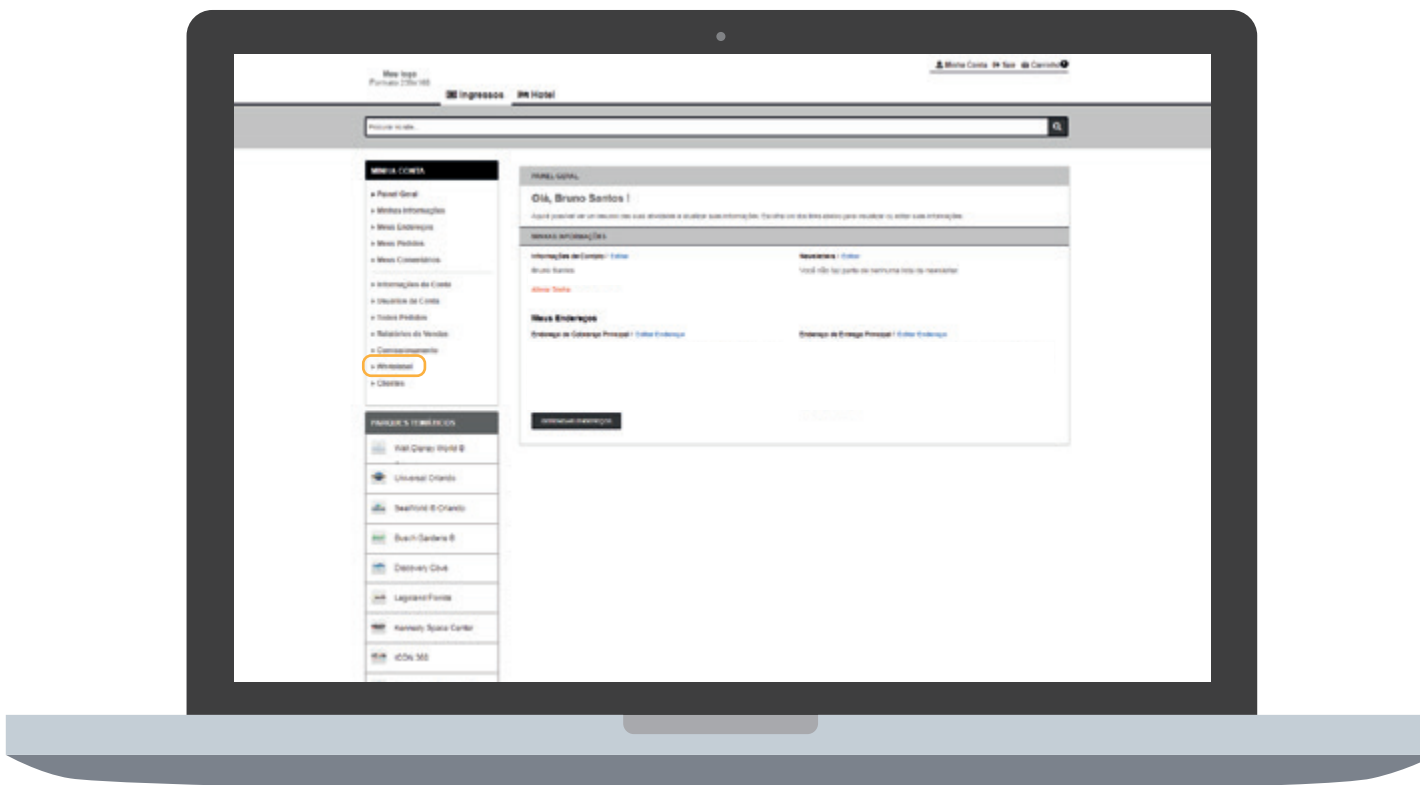 Meu logo
Formato 230x160
Minha Conta Sair Carrinho
Ingressos Hotel
Procurar no site...
MINHA CONTA
» Painel Geral
» Minhas Informações
» Meus Endereços
» Meus Pedidos
» Meus Comentários
» Informações da Conta
» Usuários da Conta
» Todos Pedidos
» Relatórios de Vendas
» Comissionamento
» Whitelabel
» Clientes
PARQUES TEMÁTICOS
Walt Disney World ®
Universal Orlando
SeaWorld ® Orlando
Busch Gardens ®
Discovery Cove
Legoland Florida
Kennedy Space Center
ICON 360
PAINEL GERAL
Olá, Bruno Santos !
MINHAS INFORMAÇÕES
Informações de Contato / Editar
Bruno Santos
Alterar Senha
Newsletters / Editar
Você não faz parte de nenhuma lista de newsletter
Meus Endereços
Endereço de Cobrança Principal / Editar Endereço
Endereço de Entrega Principal / Editar Endereço
GERENCIAR ENDEREÇOS